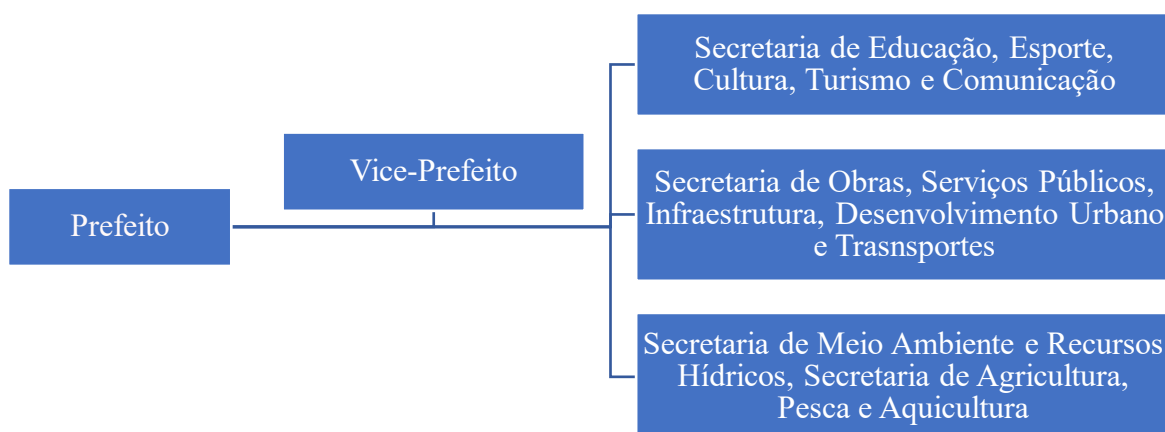 Prefeito
Vice-Prefeito
Secretaria de Educação, Esporte,
Cultura, Turismo e Comunicação
Secretaria de Obras, Serviços Públicos,
Infraestrutura, Desenvolvimento Urbano
e Trasnsportes
Secretaria de Meio Ambiente e Recursos
Hídricos, Secretaria de Agricultura,
Pesca e Aquicultura